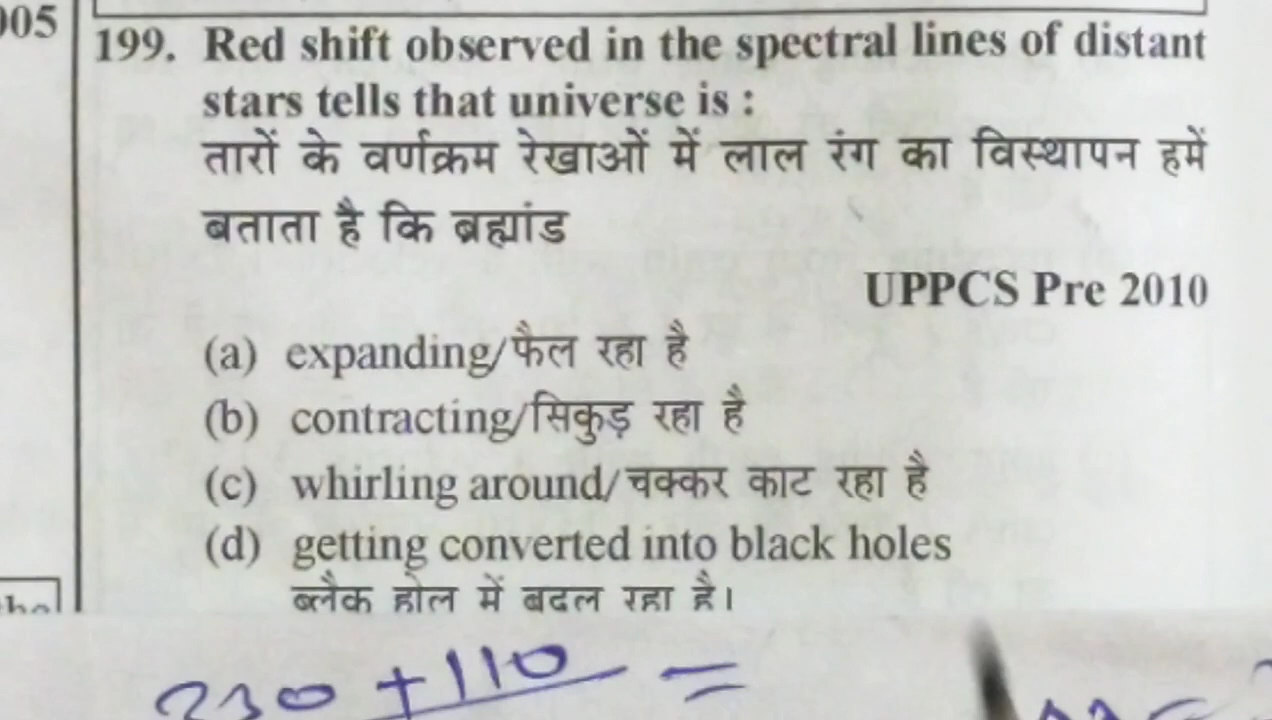 005
199. Red shift observed in the spectral lines of distant
stars tells that universe is :
तारों के वर्णक्रम रेखाओं में लाल रंग का विस्थापन हमें
बताता है कि ब्रह्मांड
UPPCS Pre 2010
(a) expanding/फैल रहा है
(b) contracting/सिकुड़ रहा है
(c) whirling around/चक्कर काट रहा है
(d) getting converted into black holes
ब्लैक होल में बदल रहा है।
230 + 110 =